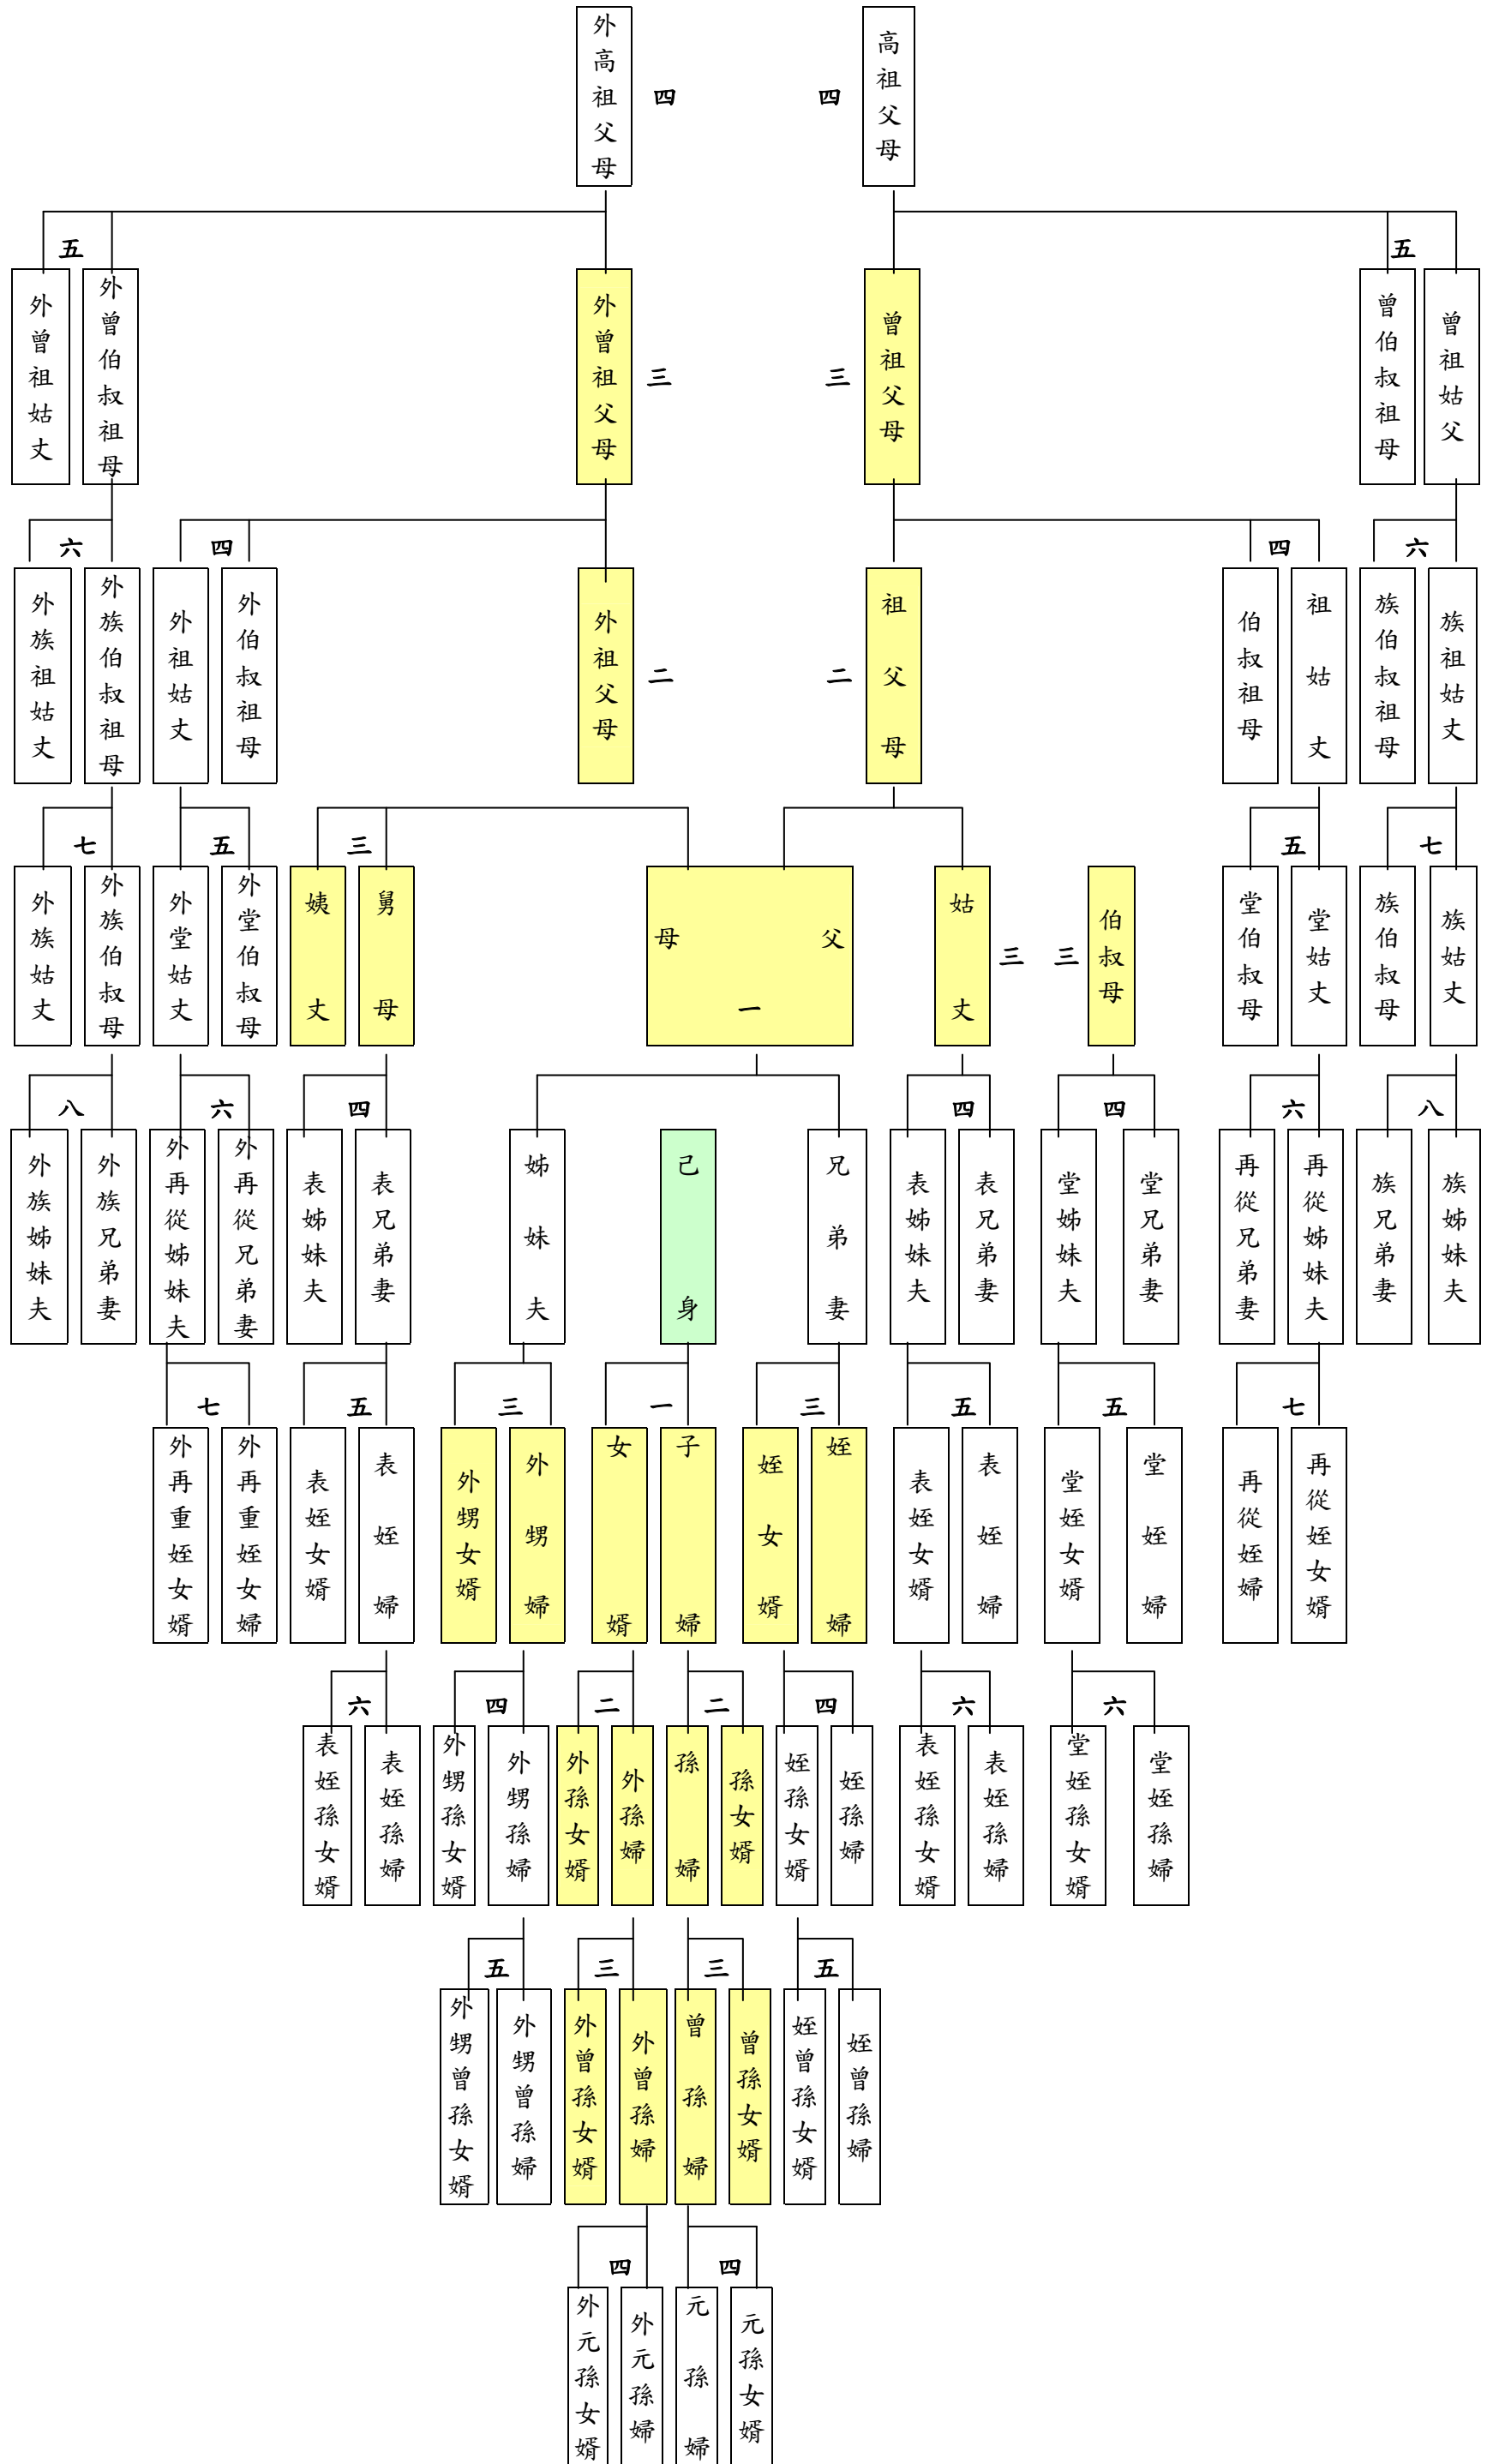 外高祖父母
四
四
高祖父母
五
五
外曾祖姑丈
外曾伯叔祖母
外曾祖父母
三
三
曾祖父母
曾伯叔祖母
曾祖姑父
六
四
四
六
外族祖姑丈
外族伯叔祖母
外祖姑丈
外伯叔祖母
外祖父母
二
二
祖父母
伯叔祖母
祖姑丈
族伯叔祖母
族祖姑丈
七
五
三
五
七
外族姑丈
外族伯叔母
外堂姑丈
外堂伯叔母
姨丈
舅母
母
父
一
姑丈
三
三
伯叔母
堂伯叔母
堂姑丈
族伯叔母
族姑丈
八
六
四
四
四
六
八
外族姊妹夫
外族兄弟妻
外再從姊妹夫
外再從兄弟妻
表姊妹夫
表兄弟妻
姊妹夫
己身
兄弟妻
表姊妹夫
表兄弟妻
堂姊妹夫
堂兄弟妻
再從兄弟妻
再從姊妹夫
族兄弟妻
族姊妹夫
七
五
三
一
三
五
五
七
外再重姪女婿
外再重姪女婦
表姪女婿
表姪婦
外甥女婿
外甥婦
女婿
子婦
姪女婿
姪婦
表姪女婿
表姪婦
堂姪女婿
堂姪婦
再從姪婦
再從姪女婿
六
四
二
二
四
六
六
表姪孫女婿
表姪孫婦
外甥孫女婿
外甥孫婦
外孫女婿
外孫婦
孫婦
孫女婿
姪孫女婿
姪孫婦
表姪孫女婿
表姪孫婦
堂姪孫女婿
堂姪孫婦
五
三
三
五
外甥曾孫女婿
外甥曾孫婦
外曾孫女婿
外曾孫婦
曾孫婦
曾孫女婿
姪曾孫女婿
姪曾孫婦
四
四
外元孫女婿
外元孫婦
元孫婦
元孫女婿